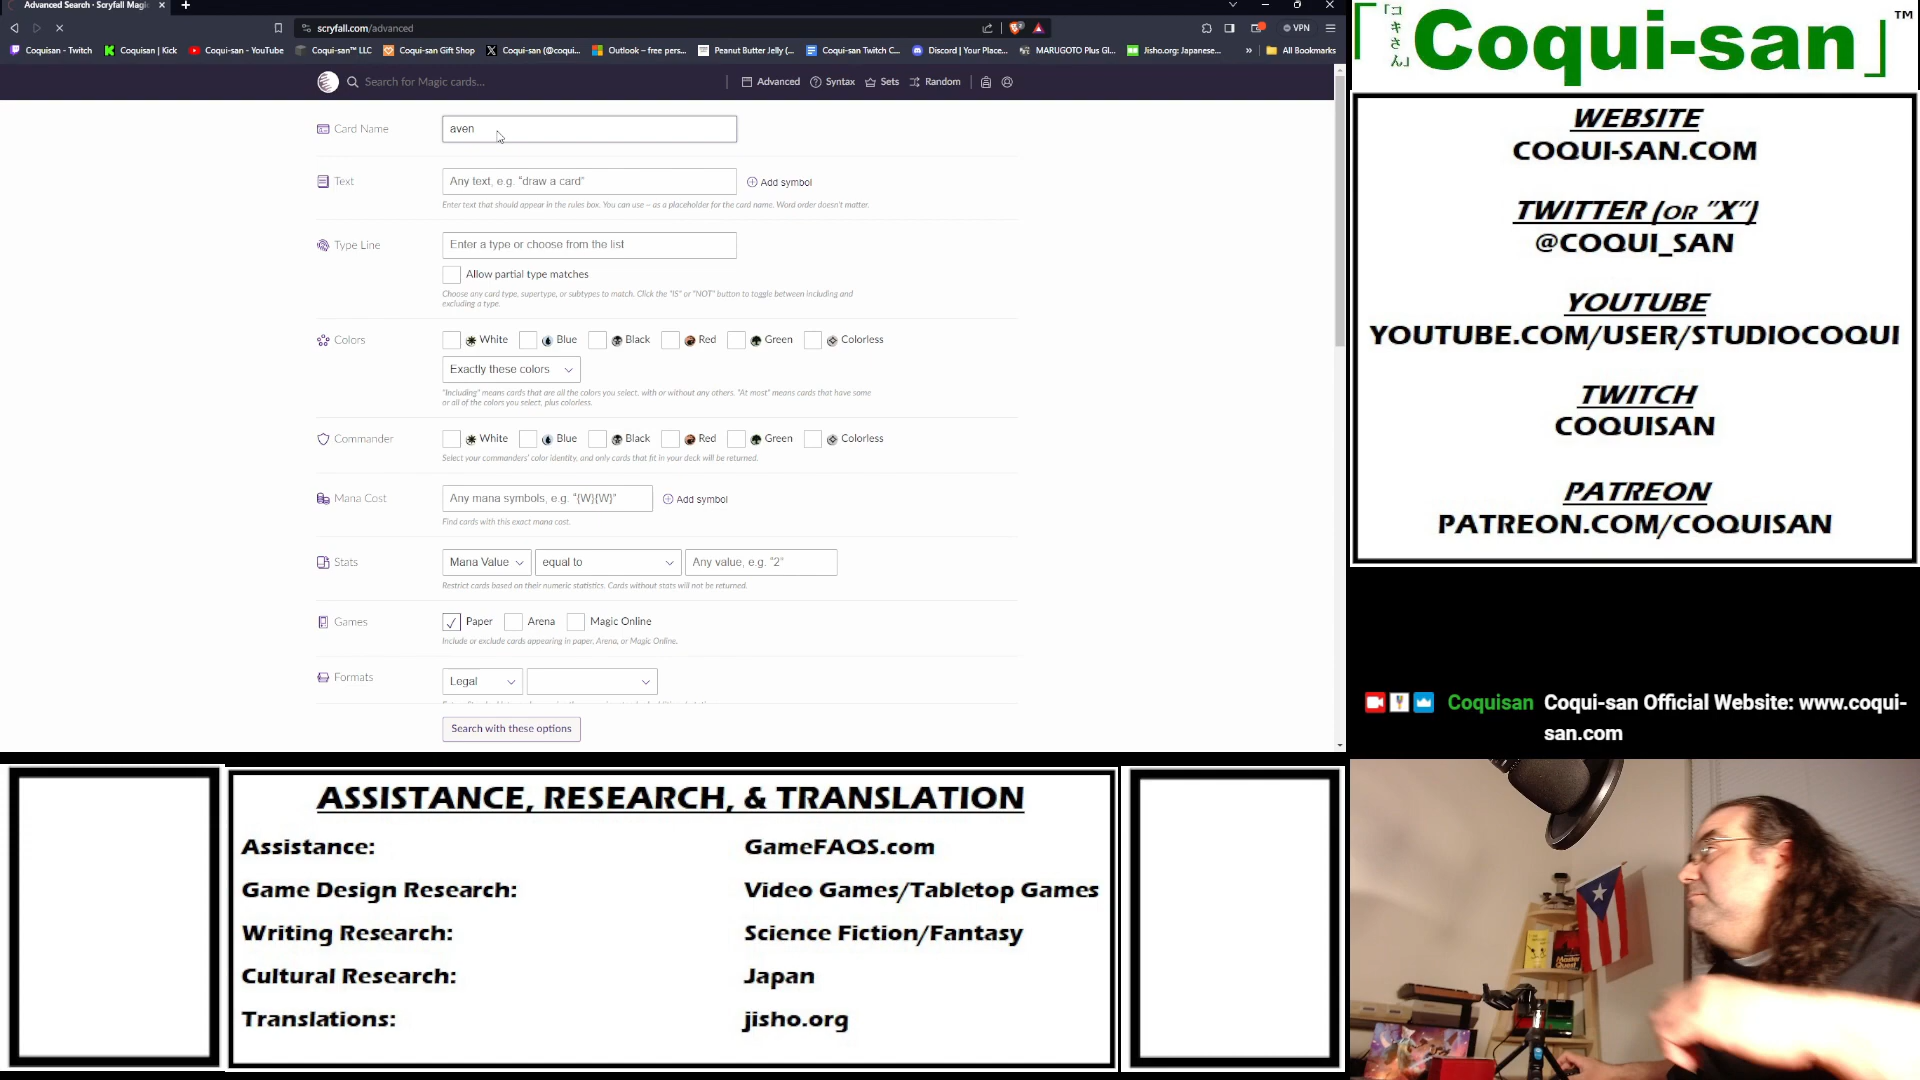 Advanced Search · Scryfall Magi
scryfall.com/advanced
VPN
Coquisan - Twitch
Coquisan | Kick
Coqui-san - YouTube
Coqui-san™ LLC
Coqui-san Gift Shop
Coqui-san (@coqui...
Outlook – free pers...
Peanut Butter Jelly (...
Coqui-san Twitch C...
Discord | Your Place...
MARUGOTO Plus Gl...
Jisho.org: Japanese...
»
All Bookmarks
Search for Magic cards...
Advanced
Syntax
Sets
Random
Card Name
aven
Text
Any text, e.g. “draw a card”
Add symbol
Enter text that should appear in the rules box. You can use ~ as a placeholder for the card name. Word order doesn't matter.
Type Line
Enter a type or choose from the list
Allow partial type matches
Choose any card type, supertype, or subtypes to match. Click the "IS" or "NOT" button to toggle between including and
excluding a type.
Colors
White Blue Black Red Green Colorless
Exactly these colors
"Including" means cards that are all the colors you select, with or without any others. "At most" means cards that have some
or all of the colors you select, plus colorless.
Commander
White Blue Black Red Green Colorless
Select your commanders' color identity, and only cards that fit in your deck will be returned.
Mana Cost
Any mana symbols, e.g. “{W}{W}”
Add symbol
Find cards with this exact mana cost.
Stats
Mana Value
equal to
Any value, e.g. “2”
Restrict cards based on their numeric statistics. Cards without stats will not be returned.
Games
Paper Arena Magic Online
Include or exclude cards appearing in paper, Arena, or Magic Online.
Formats
Legal
Search with these options
「コキさん」
「Coqui-san」™
WEBSITE
COQUI-SAN.COM
TWITTER (OR "X")
@COQUI_SAN
YOUTUBE
YOUTUBE.COM/USER/STUDIOCOQUI
TWITCH
COQUISAN
PATREON
PATREON.COM/COQUISAN
Coquisan Coqui-san Official Website: www.coqui-
san.com
ASSISTANCE, RESEARCH, & TRANSLATION
Assistance: GameFAQS.com
Game Design Research: Video Games/Tabletop Games
Writing Research: Science Fiction/Fantasy
Cultural Research: Japan
Translations: jisho.org
Master
Quest